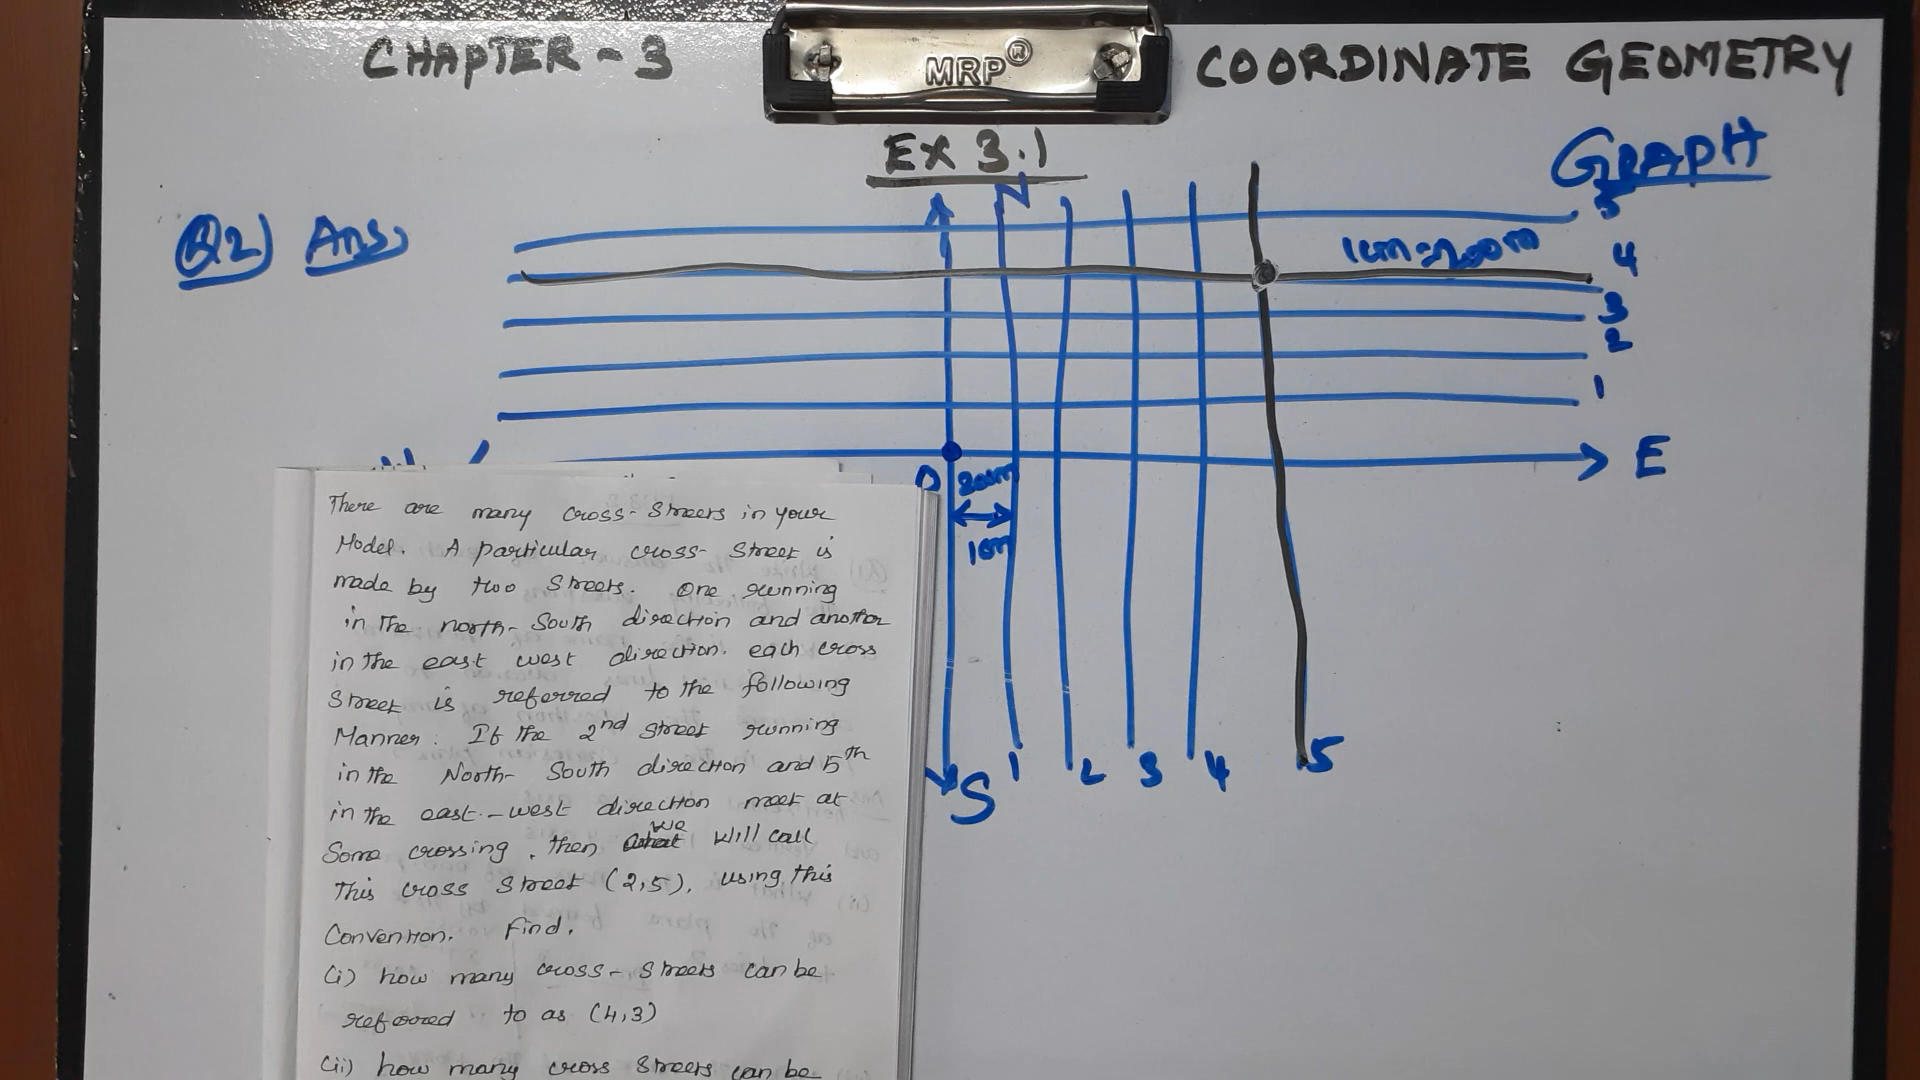 CHAPTER - 3
MRP®
COORDINATE GEOMETRY
EX 3.1
GRAPH
Q2) Ans,
N
5
1cm=200m
4
3
2
1
E
O
200m
1cm
S
1
2
3
4
5
There are many cross- Streets in your
Model. A particular cross- Street is
made by two Streets. One running
in the north- South direction and another
in the east west direction. each cross
Street is referred to the following
Manner. If the 2nd Street running
in the North- South direction and 5th
in the east - west direction meet at
Some crossing, then we will call
This cross Street (2,5), using this
Convention. Find,
(i) how many cross- Streets can be
referred to as (4,3)
(ii) how many cross Streets can be